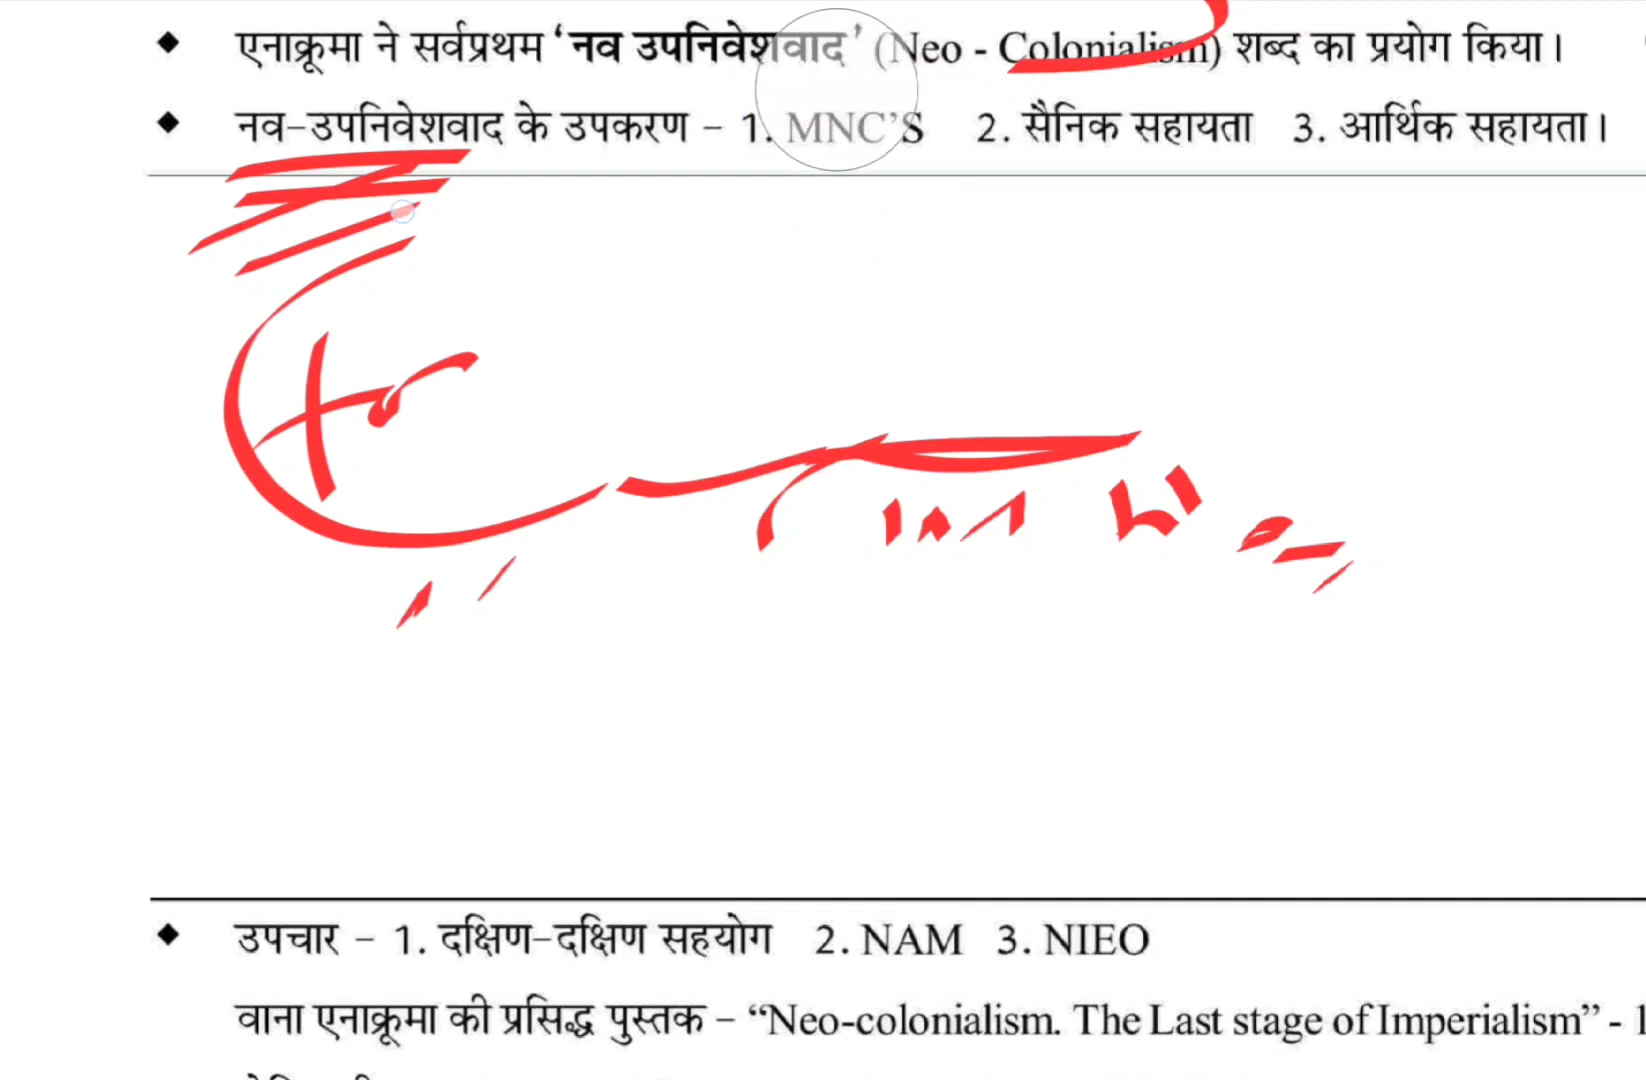 ◆ एनाक्रूमा ने सर्वप्रथम ‘नव उपनिवेशवाद’ (Neo - Colonialism) शब्द का प्रयोग किया।
◆ नव-उपनिवेशवाद के उपकरण – 1. MNC’S 2. सैनिक सहायता 3. आर्थिक सहायता।
◆ उपचार – 1. दक्षिण-दक्षिण सहयोग 2. NAM 3. NIEO
वाना एनाक्रूमा की प्रसिद्ध पुस्तक – “Neo-colonialism. The Last stage of Imperialism” - 1